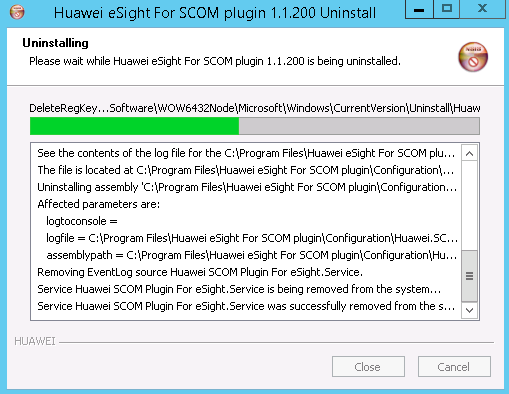 Huawei eSight For SCOM plugin 1.1.200 Uninstall
Uninstalling
Please wait while Huawei eSight For SCOM plugin 1.1.200 is being uninstalled.
DeleteRegKey...Software\WOW6432Node\Microsoft\Windows\CurrentVersion\Uninstall\Huaw
See the contents of the log file for the C:\Program Files\Huawei eSight For SCOM plu...
The file is located at C:\Program Files\Huawei eSight For SCOM plugin\Configuration\...
Uninstalling assembly 'C:\Program Files\Huawei eSight For SCOM plugin\Configuration...
Affected parameters are:
logtoconsole =
logfile = C:\Program Files\Huawei eSight For SCOM plugin\Configuration\Huawei.SC...
assemblypath = C:\Program Files\Huawei eSight For SCOM plugin\Configuration\Hu...
Removing EventLog source Huawei SCOM Plugin For eSight.Service.
Service Huawei SCOM Plugin For eSight.Service is being removed from the system...
Service Huawei SCOM Plugin For eSight.Service was successfully removed from the s...
HUAWEI
Close Cancel